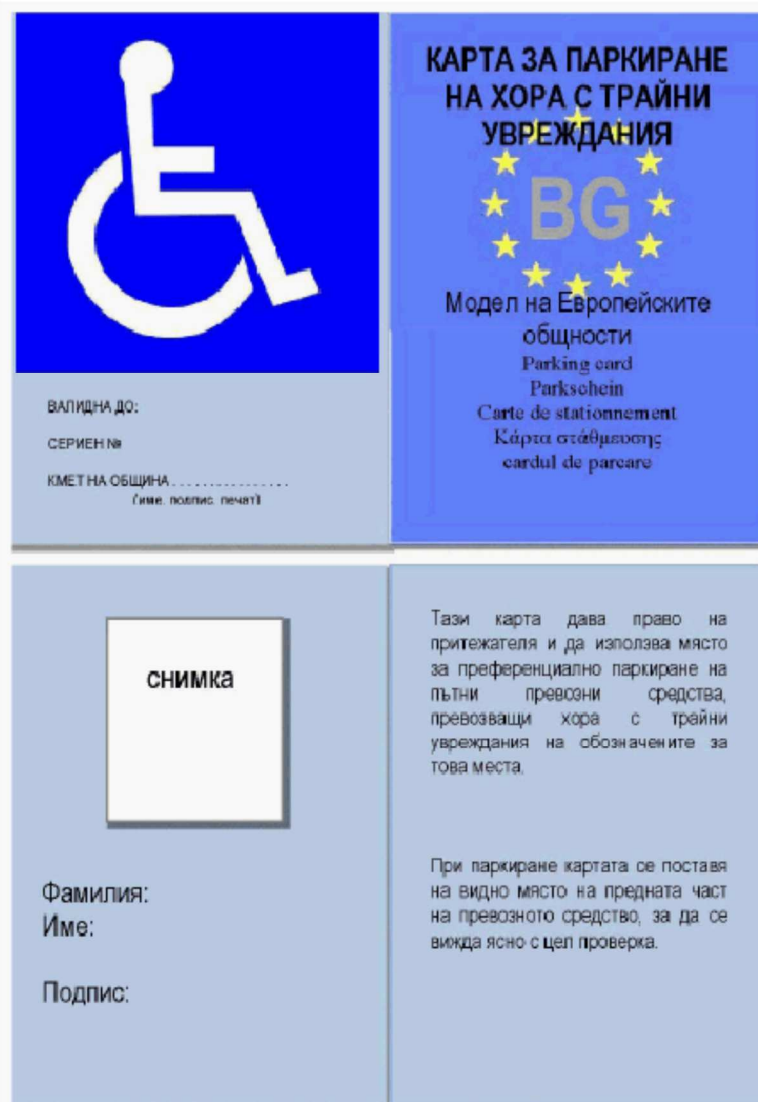 ВАЛИДНА ДО:
СЕРИЕН №
КМЕТ НА ОБЩИНА . . . . . . . . . . . . . . . . .
(име, подпис, печат)
КАРТА ЗА ПАРКИРАНЕ
НА ХОРА С ТРАЙНИ
УВРЕЖДАНИЯ
BG
Модел на Европейските
общности
Parking card
Parkschein
Carte de stationnement
Κάρτα στάθμευσης
cardul de parcare
снимка
Фамилия:
Име:
Подпис:
Тази карта дава право на
притежателя и да използва място
за преференциално паркиране на
пътни превозни средства,
превозващи хора с трайни
увреждания на обозначените за
това места.
При паркиране картата се поставя
на видно място на предната част
на превозното средство, за да се
вижда ясно с цел проверка.